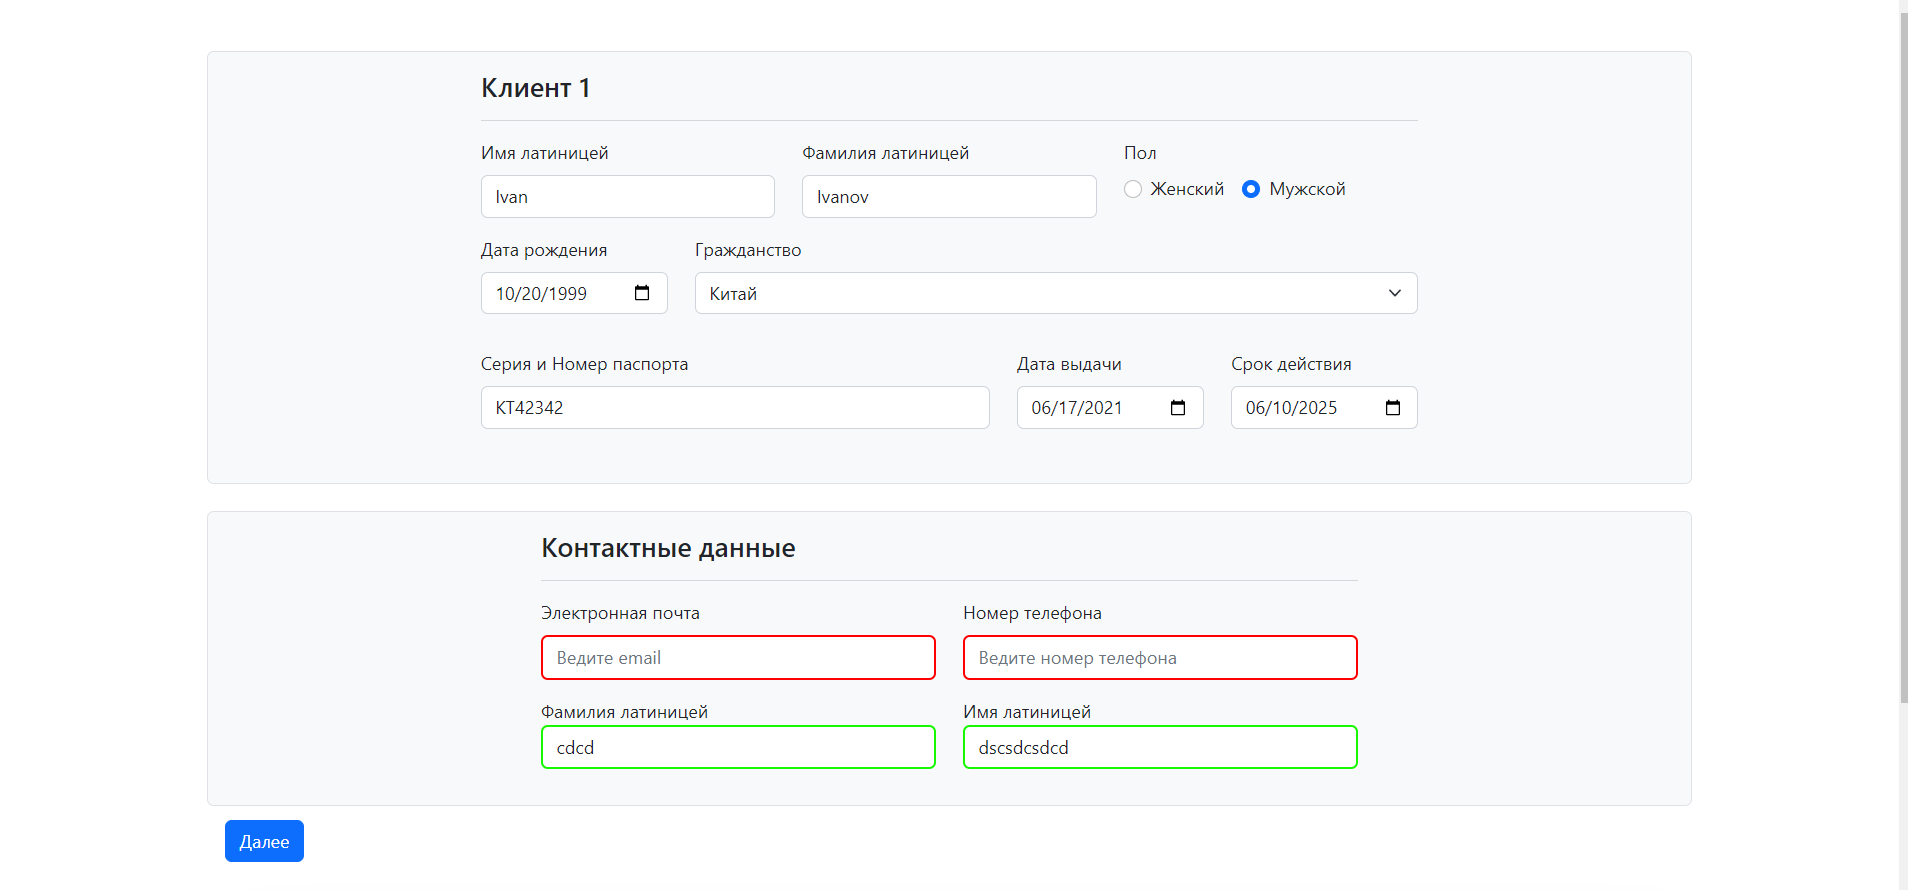 Клиент 1
Имя латиницей Фамилия латиницей Пол
Ivan Ivanov Женский Мужской
Дата рождения Гражданство
10/20/1999 Китай
Серия и Номер паспорта Дата выдачи Срок действия
KT42342 06/17/2021 06/10/2025
Контактные данные
Электронная почта Номер телефона
Ведите email Ведите номер телефона
Фамилия латиницей Имя латиницей
cdcd dscsdcsdcd
Далее